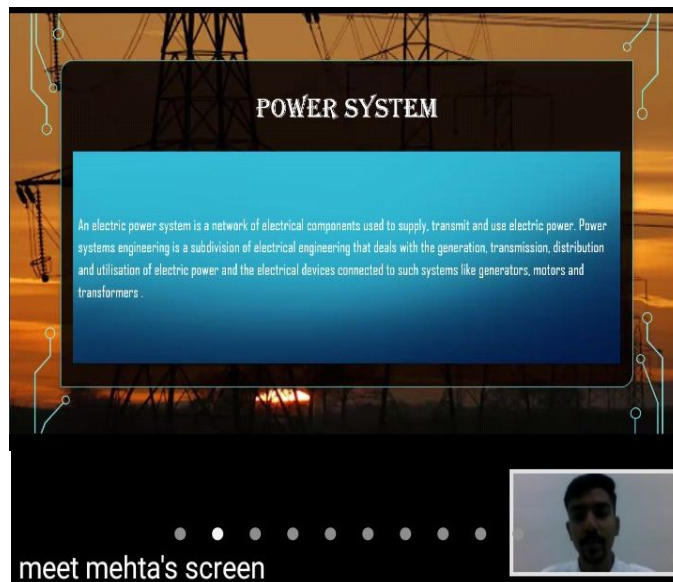 POWER SYSTEM
An electric power system is a network of electrical components used to supply, transmit and use electric power. Power
systems engineering is a subdivision of electrical engineering that deals with the generation, transmission, distribution
and utilisation of electric power and the electrical devices connected to such systems like generators, motors and
transformers .
meet mehta's screen